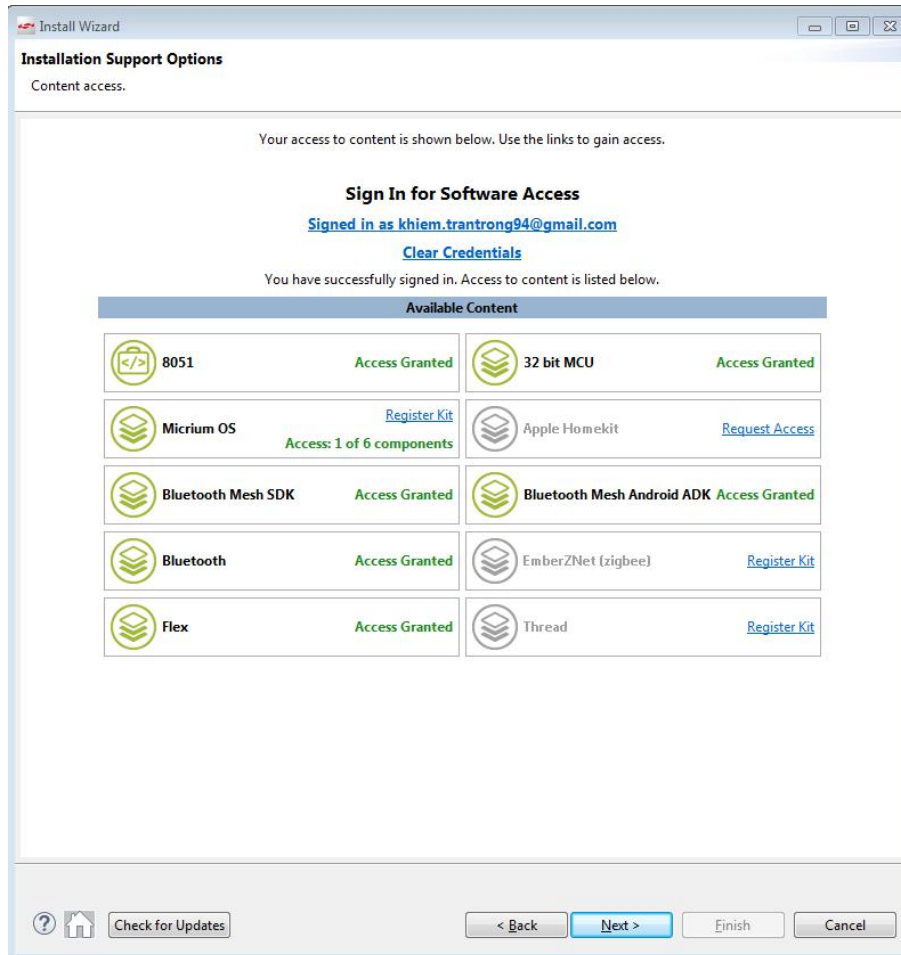 Install Wizard
Installation Support Options
Content access.
Your access to content is shown below. Use the links to gain access.
Sign In for Software Access
Signed in as khiem.trantrong94@gmail.com
Clear Credentials
You have successfully signed in. Access to content is listed below.
Available Content
8051 Access Granted
32 bit MCU Access Granted
Micrium OS Register Kit
Access: 1 of 6 components
Apple Homekit Request Access
Bluetooth Mesh SDK Access Granted
Bluetooth Mesh Android ADK Access Granted
Bluetooth Access Granted
EmberZNet (zigbee) Register Kit
Flex Access Granted
Thread Register Kit
Check for Updates
< Back
Next >
Finish
Cancel